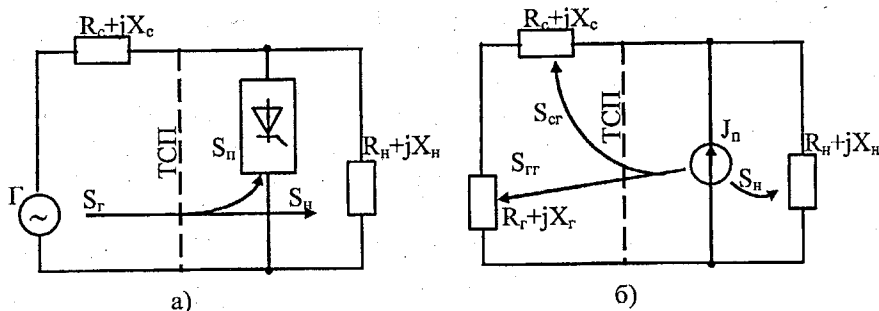 Rс+jXс
ТСП
Sп
Rн+jXн
Г
~
Sг
Sн
а)
Rс+jXс
ТСП
Sсг
Jп
Rн+jXн
Sгг
Sн
Rг+jXг
б)